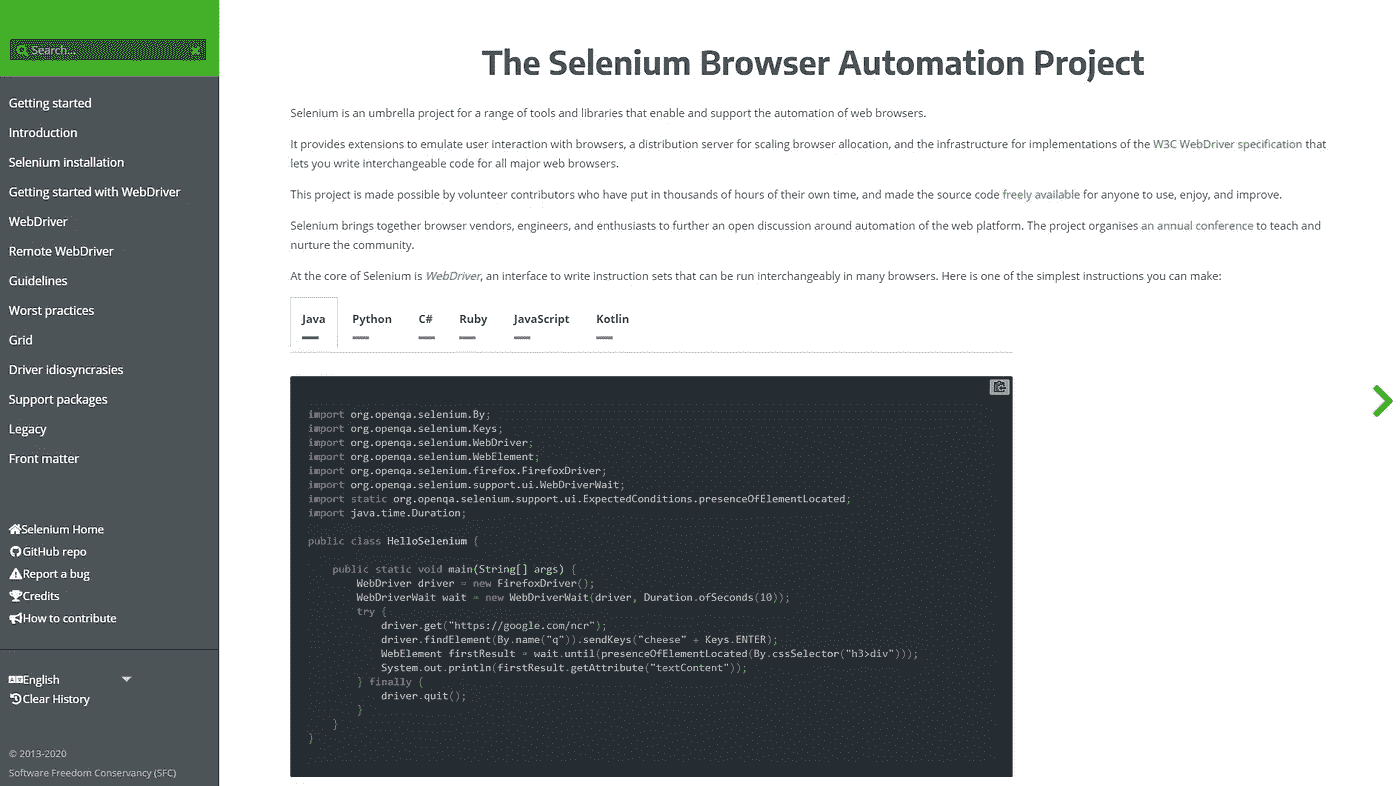 Search...
Getting started
Introduction
Selenium installation
Getting started with WebDriver
WebDriver
Remote WebDriver
Guidelines
Worst practices
Grid
Driver idiosyncrasies
Support packages
Legacy
Front matter
Selenium Home
GitHub repo
Report a bug
Credits
How to contribute
English
Clear History
© 2013-2020
Software Freedom Conservancy (SFC)
The Selenium Browser Automation Project
Selenium is an umbrella project for a range of tools and libraries that enable and support the automation of web browsers.
It provides extensions to emulate user interaction with browsers, a distribution server for scaling browser allocation, and the infrastructure for implementations of the W3C WebDriver specification that
lets you write interchangeable code for all major web browsers.
This project is made possible by volunteer contributors who have put in thousands of hours of their own time, and made the source code freely available for anyone to use, enjoy, and improve.
Selenium brings together browser vendors, engineers, and enthusiasts to further an open discussion around automation of the web platform. The project organises an annual conference to teach and
nurture the community.
At the core of Selenium is WebDriver, an interface to write instruction sets that can be run interchangeably in many browsers. Here is one of the simplest instructions you can make:
Java Python C# Ruby JavaScript Kotlin
import org.openqa.selenium.By;
import org.openqa.selenium.Keys;
import org.openqa.selenium.WebDriver;
import org.openqa.selenium.WebElement;
import org.openqa.selenium.firefox.FirefoxDriver;
import org.openqa.selenium.support.ui.WebDriverWait;
import static org.openqa.selenium.support.ui.ExpectedConditions.presenceOfElementLocated;
import java.time.Duration;
public class HelloSelenium {
public static void main(String[] args) {
WebDriver driver = new FirefoxDriver();
WebDriverWait wait = new WebDriverWait(driver, Duration.ofSeconds(10));
try {
driver.get("https://google.com/ncr");
driver.findElement(By.name("q")).sendKeys("cheese" + Keys.ENTER);
WebElement firstResult = wait.until(presenceOfElementLocated(By.cssSelector("h3>div")));
System.out.println(firstResult.getAttribute("textContent"));
} finally {
driver.quit();
}
}
}